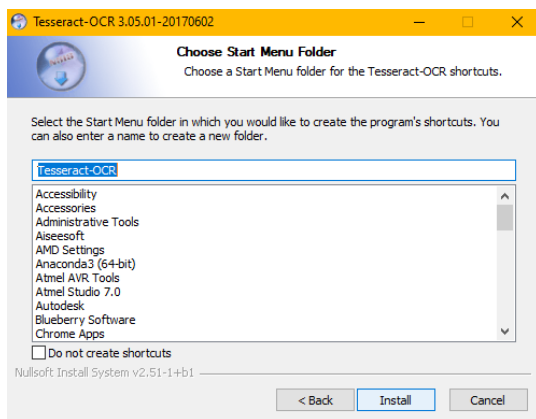 Tesseract-OCR 3.05.01-20170602
Choose Start Menu Folder
Choose a Start Menu folder for the Tesseract-OCR shortcuts.
Select the Start Menu folder in which you would like to create the program's shortcuts. You
can also enter a name to create a new folder.
Tesseract-OCR
Accessibility
Accessories
Administrative Tools
Aiseesoft
AMD Settings
Anaconda3 (64-bit)
Atmel AVR Tools
Atmel Studio 7.0
Autodesk
Blueberry Software
Chrome Apps
Do not create shortcuts
Nullsoft Install System v2.51-1+b1
< Back Install Cancel